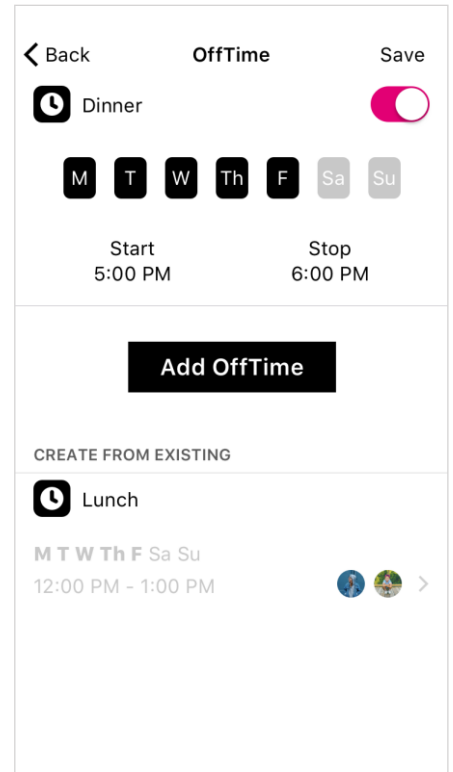 Back OffTime Save
Dinner
M T W Th F Sa Su
Start Stop
5:00 PM 6:00 PM
Add OffTime
CREATE FROM EXISTING
Lunch
M T W Th F Sa Su
12:00 PM - 1:00 PM